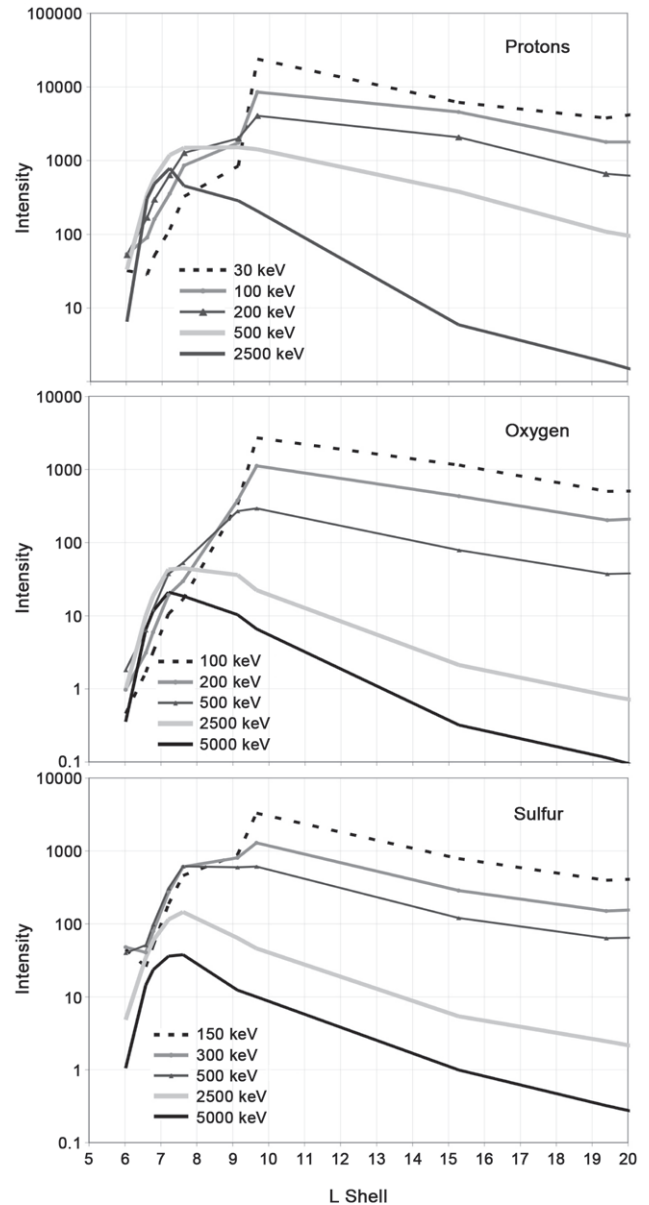 100000
Protons
10000
1000
Intensity
100
30 keV
100 keV
10
200 keV
500 keV
2500 keV
10000
Oxygen
1000
100
Intensity
10
100 keV
200 keV
1
500 keV
2500 keV
5000 keV
0.1
10000
Sulfur
1000
100
Intensity
10
150 keV
300 keV
1
500 keV
2500 keV
5000 keV
0.1
5 6 7 8 9 10 11 12 13 14 15 16 17 18 19 20
L Shell